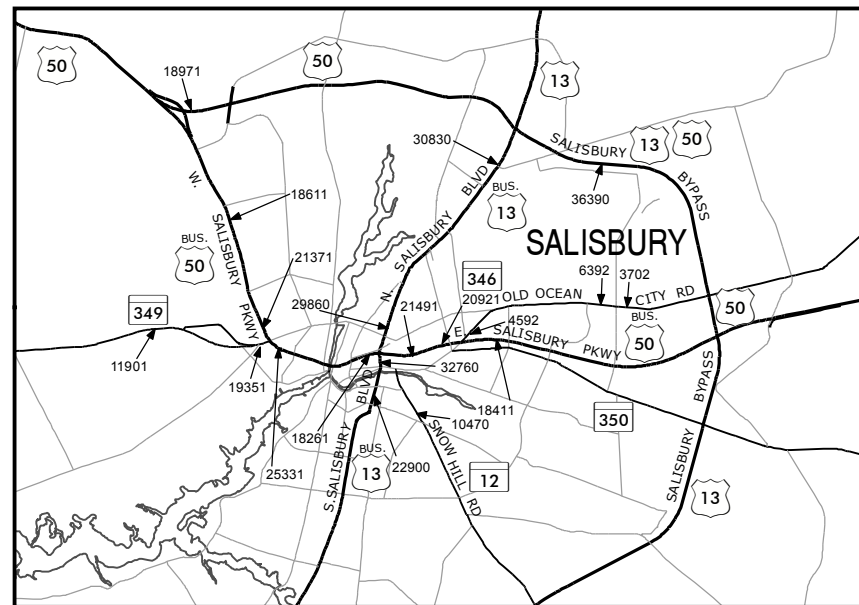 50
18971
50
13
30830
SALISBURY
13
50
36390
BYPASS
W. SALISBURY PKWY
18611
BUS.
50
21371
N. SALISBURY BLVD
BUS.
13
SALISBURY
346
6392
3702
29860
21491
20921
OLD OCEAN CITY RD
349
E. SALISBURY PKWY
4592
BUS.
50
50
11901
19351
32760
18411
BYPASS
350
18261
10470
25331
S. SALISBURY BLVD
BUS.
13
22900
SNOW HILL RD
12
SALISBURY
13